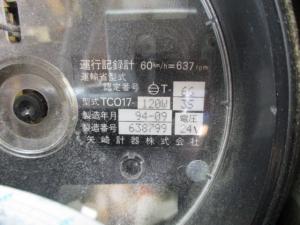 運行記録計 60km/h=637rpm
運輸省型式
認定番号 T-
型式 TCO17- 120W 35
製造年月 94-09 電圧
製造番号 638799 24V
矢崎計器株式会社